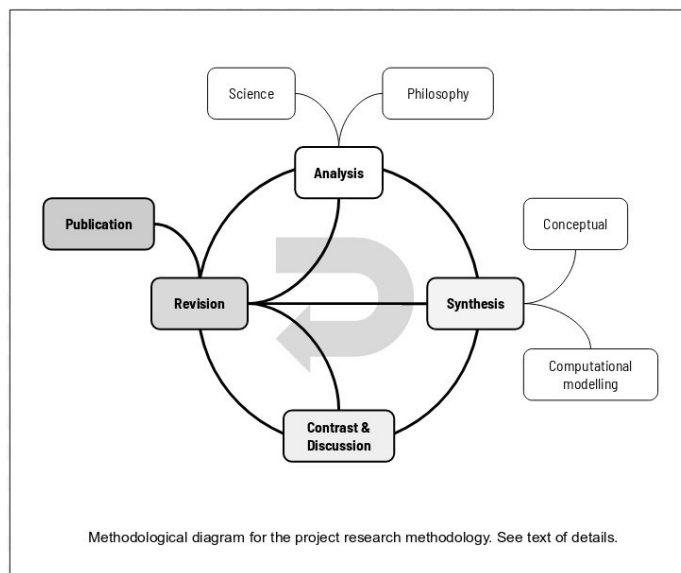 Science
Philosophy
Analysis
Publication
Conceptual
Revision
Synthesis
Computational
modelling
Contrast &
Discussion
Methodological diagram for the project research methodology. See text of details.